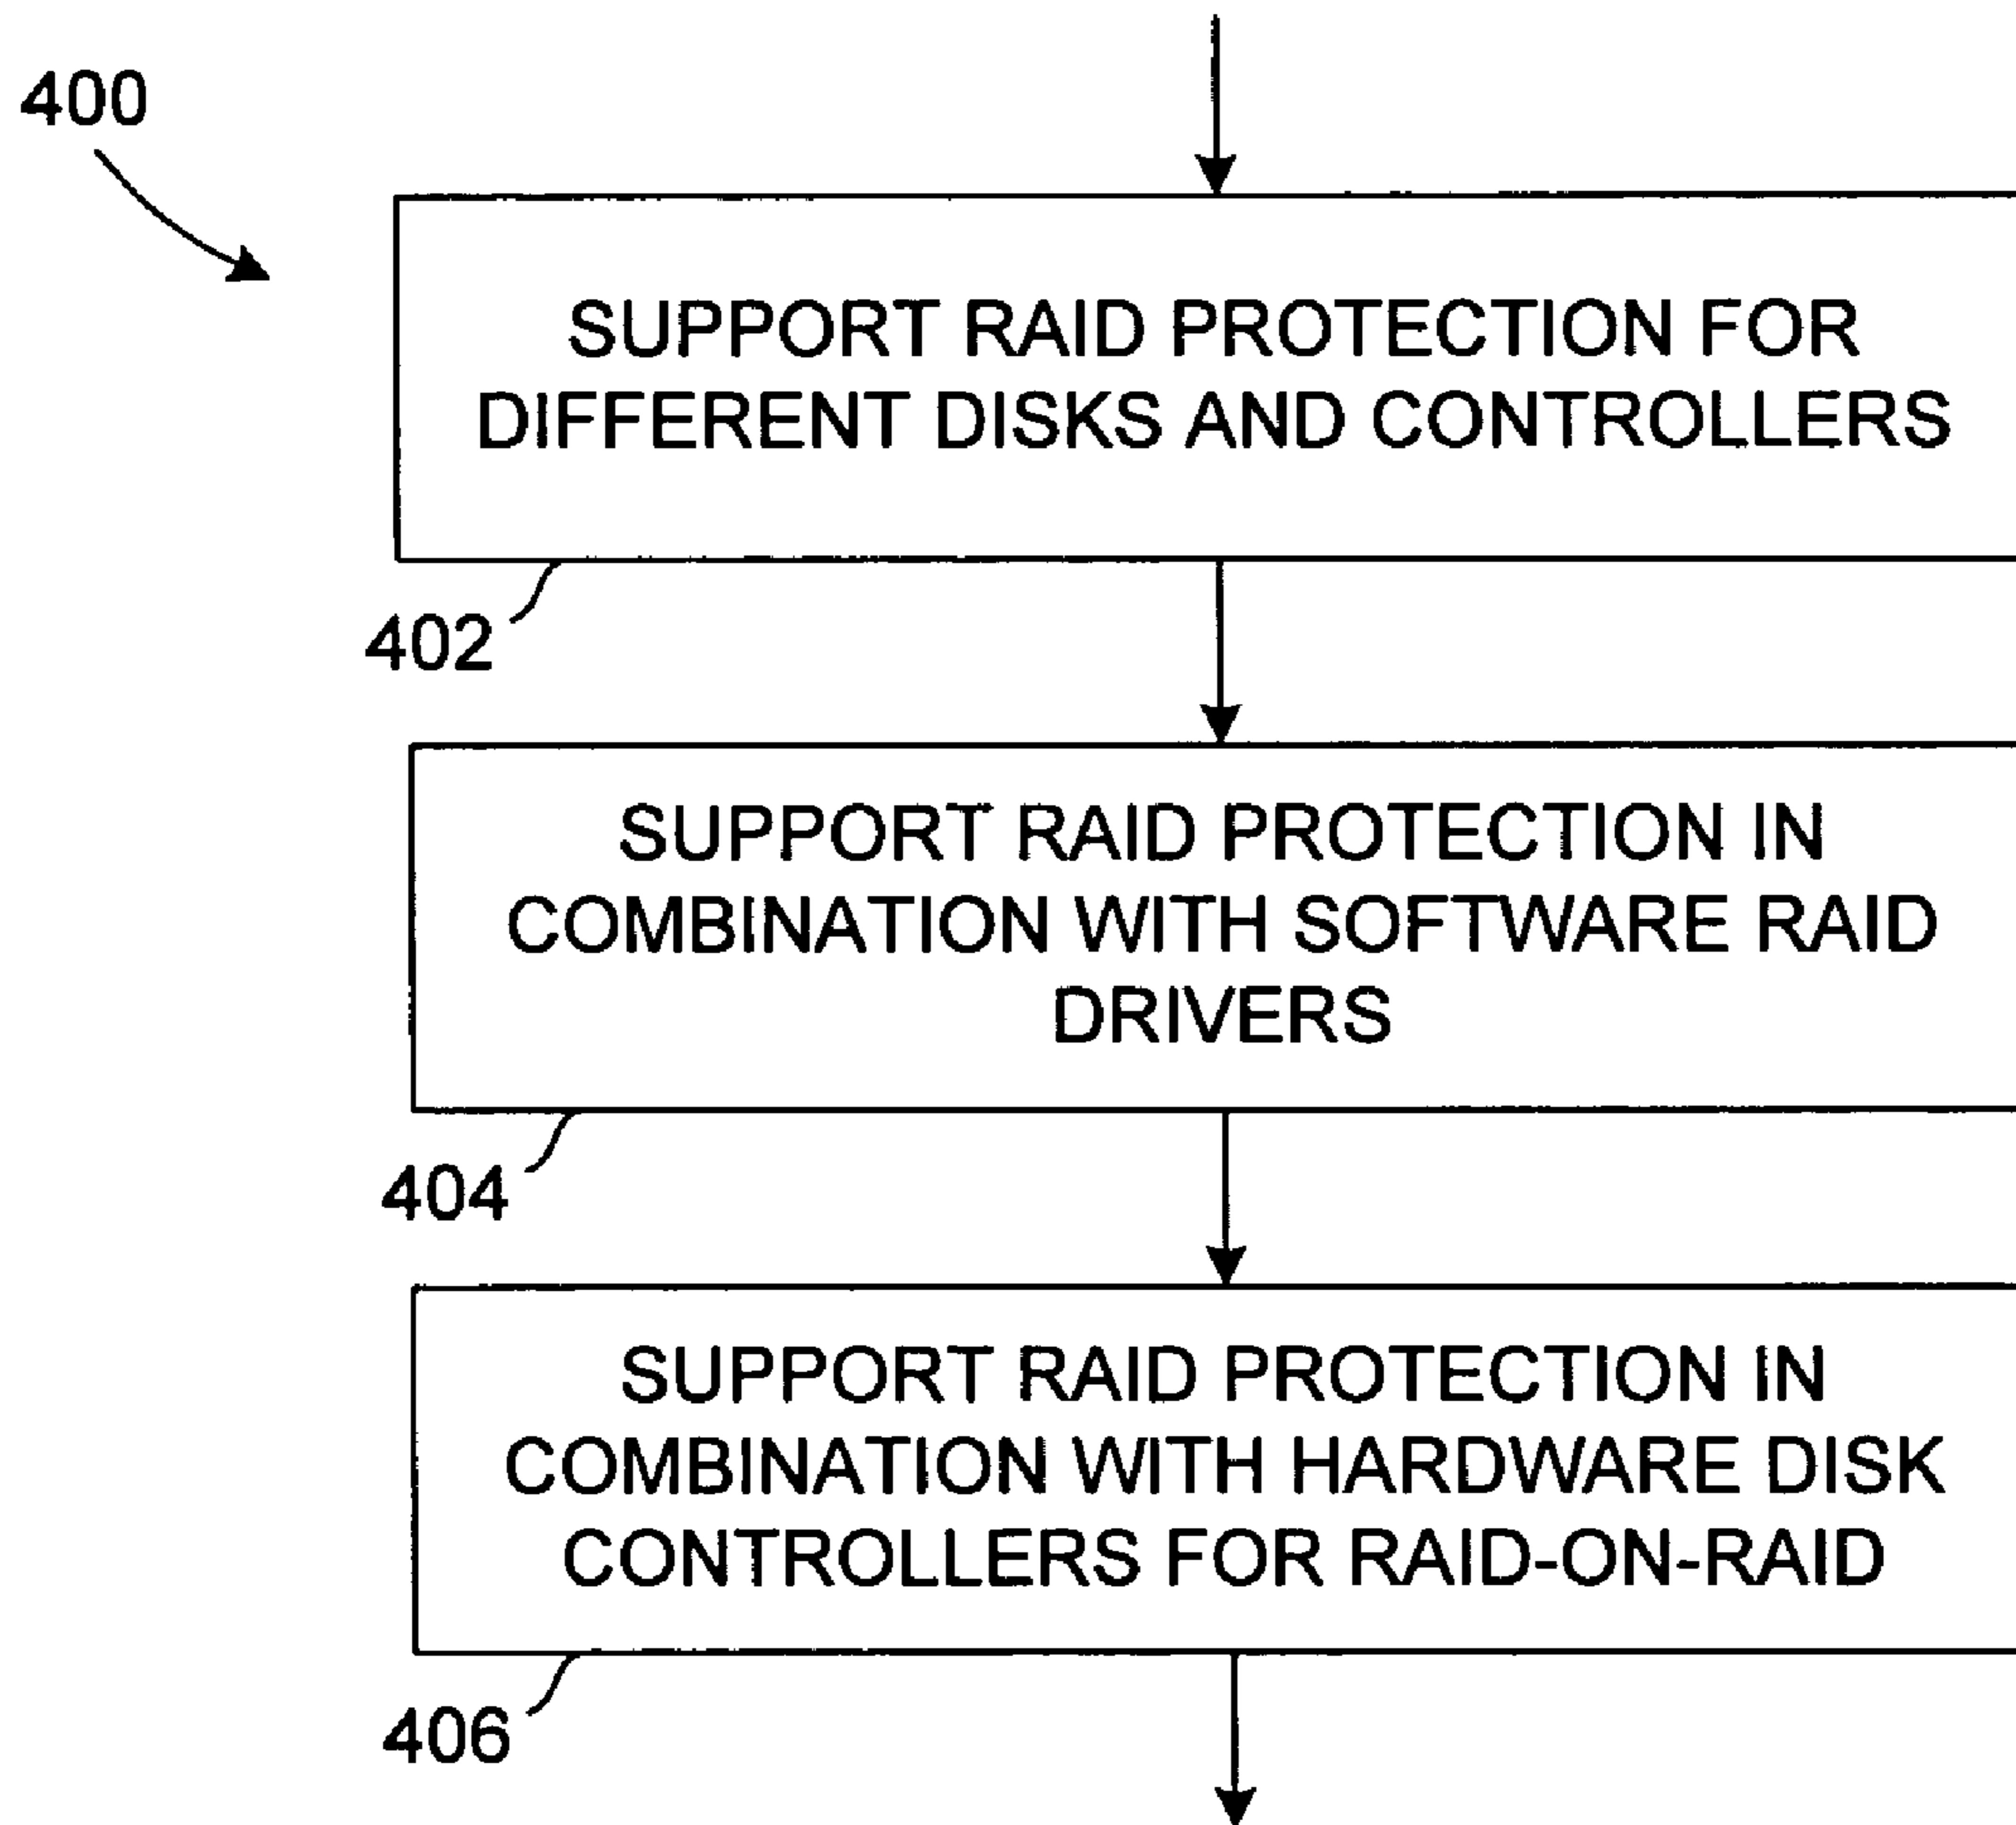 400
SUPPORT RAID PROTECTION FOR
DIFFERENT DISKS AND CONTROLLERS
402
SUPPORT RAID PROTECTION IN
COMBINATION WITH SOFTWARE RAID
DRIVERS
404
SUPPORT RAID PROTECTION IN
COMBINATION WITH HARDWARE DISK
CONTROLLERS FOR RAID-ON-RAID
406